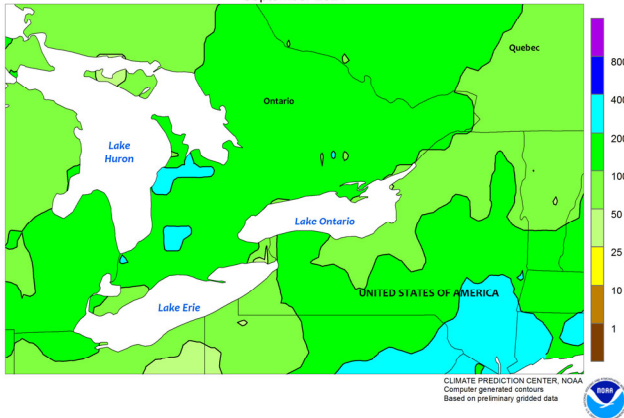 Quebec
Ontario
Lake
Huron
Lake Ontario
Lake Erie
UNITED STATES OF AMERICA
800
400
200
100
50
25
10
1
CLIMATE PREDICTION CENTER, NOAA
Computer generated contours
Based on preliminary gridded data
NOAA